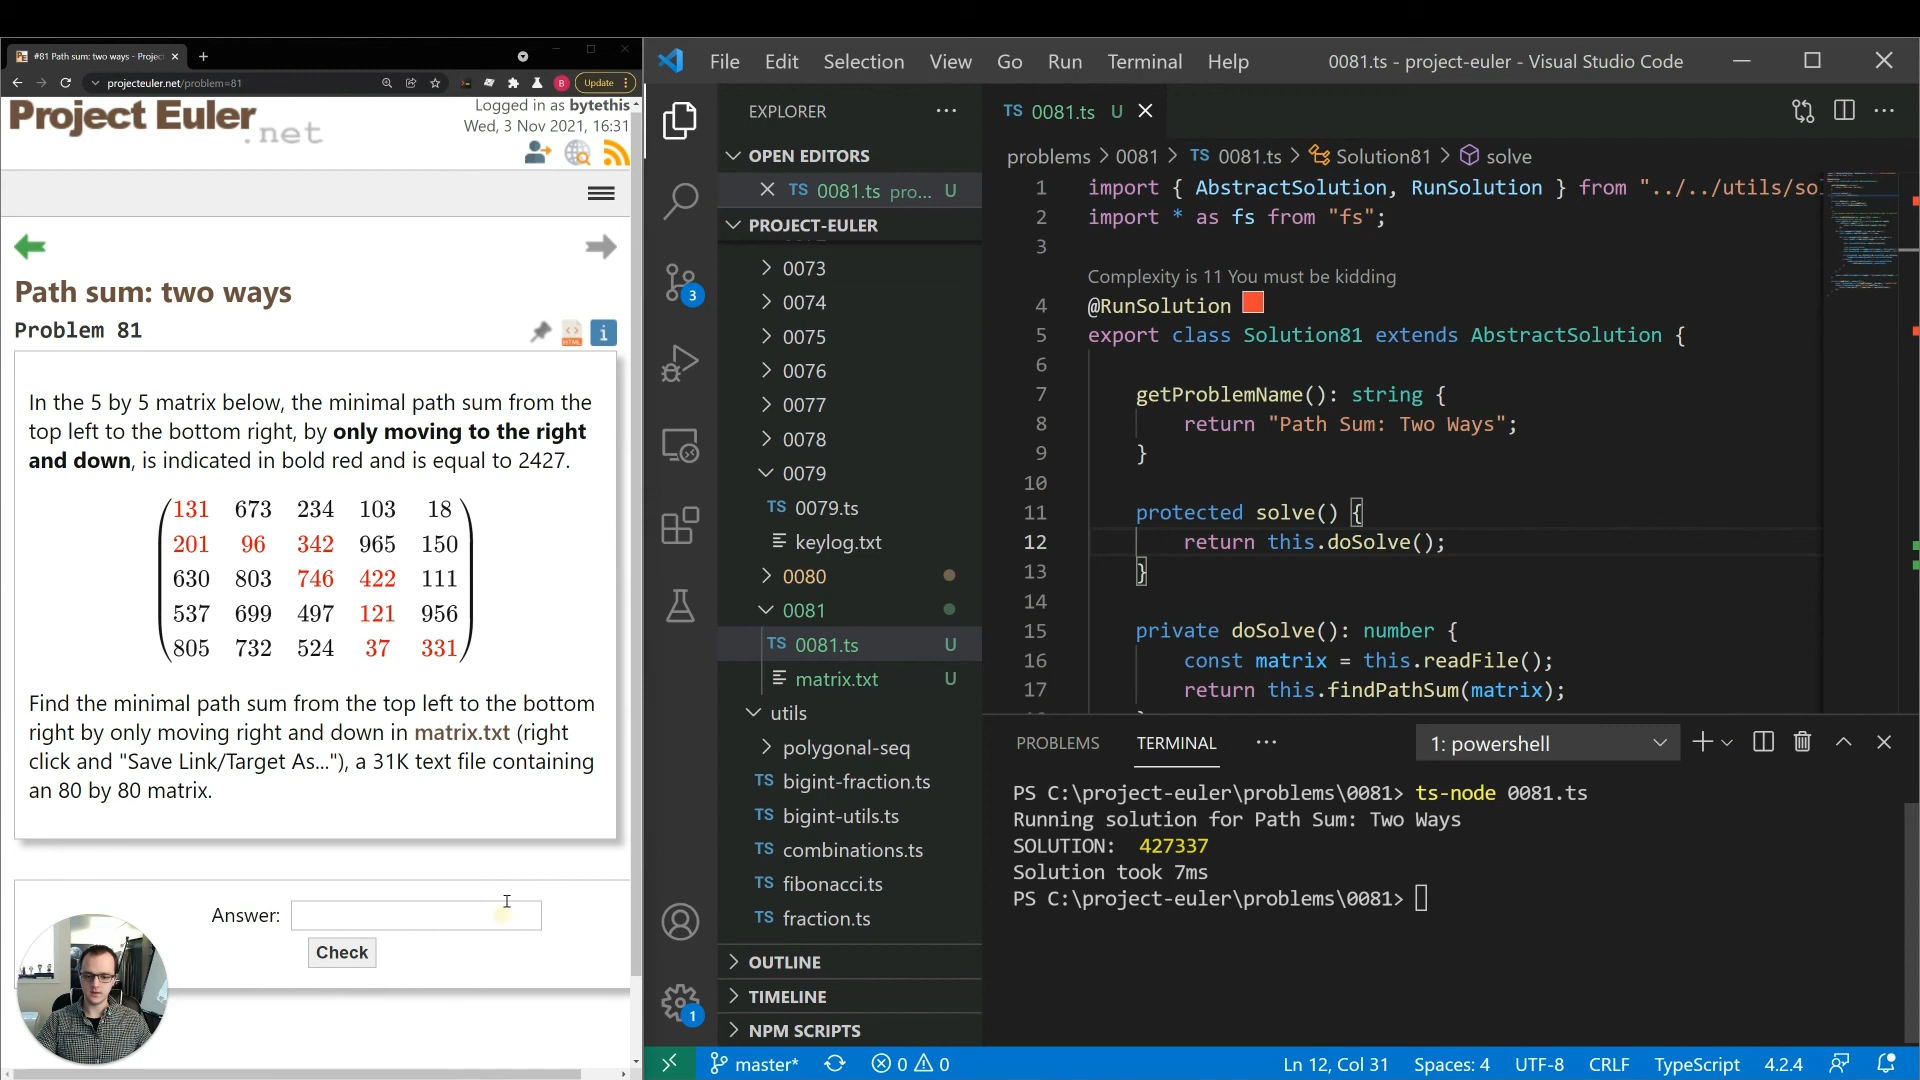 #81 Path sum: two ways - Projec
projecteuler.net/problem=81
B
Update
Project Euler
.net
Logged in as bytethis
Wed, 3 Nov 2021, 16:31
Path sum: two ways
Problem 81
HTML
i
In the 5 by 5 matrix below, the minimal path sum from the
top left to the bottom right, by only moving to the right
and down, is indicated in bold red and is equal to 2427.
131 673 234 103 18
201 96 342 965 150
630 803 746 422 111
537 699 497 121 956
805 732 524 37 331
Find the minimal path sum from the top left to the bottom
right by only moving right and down in matrix.txt (right
click and "Save Link/Target As..."), a 31K text file containing
an 80 by 80 matrix.
Answer:
Check
File Edit Selection View Go Run Terminal Help
0081.ts - project-euler - Visual Studio Code
3
1
EXPLORER
OPEN EDITORS
TS 0081.ts pro... U
PROJECT-EULER
0073
0074
0075
0076
0077
0078
0079
TS 0079.ts
keylog.txt
0080
0081
TS 0081.ts U
matrix.txt U
utils
polygonal-seq
TS bigint-fraction.ts
TS bigint-utils.ts
TS combinations.ts
TS fibonacci.ts
TS fraction.ts
OUTLINE
TIMELINE
NPM SCRIPTS
TS 0081.ts U
problems > 0081 > TS 0081.ts > Solution81 > solve
1 import { AbstractSolution, RunSolution } from "../../utils/so
2 import * as fs from "fs";
3
Complexity is 11 You must be kidding
4 @RunSolution
5 export class Solution81 extends AbstractSolution {
6
7 getProblemName(): string {
8 return "Path Sum: Two Ways";
9 }
10
11 protected solve() {
12 return this.doSolve();
13 }
14
15 private doSolve(): number {
16 const matrix = this.readFile();
17 return this.findPathSum(matrix);
PROBLEMS TERMINAL ... 1: powershell
PS C:\project-euler\problems\0081> ts-node 0081.ts
Running solution for Path Sum: Two Ways
SOLUTION: 427337
Solution took 7ms
PS C:\project-euler\problems\0081>
master* 0 0 Ln 12, Col 31 Spaces: 4 UTF-8 CRLF TypeScript 4.2.4